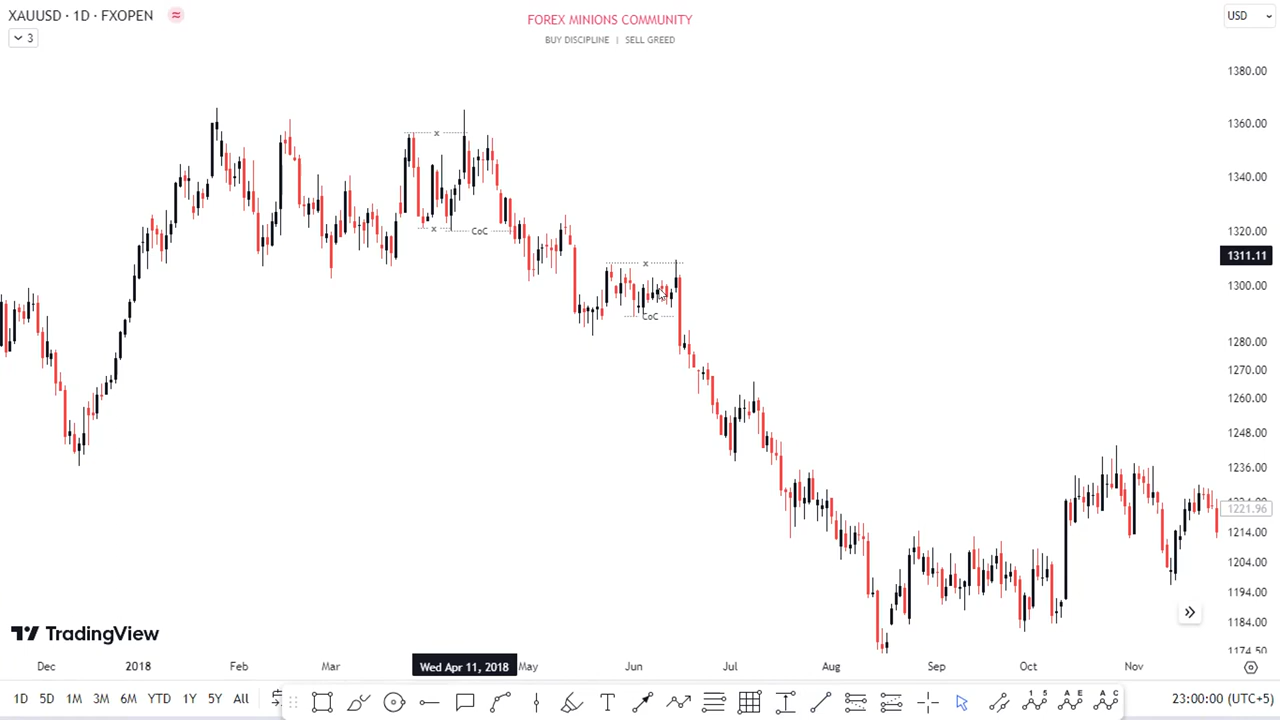 XAUUSD · 1D · FXOPEN
3
FOREX MINIONS COMMUNITY
BUY DISCIPLINE | SELL GREED
USD
1380.00
1360.00
1340.00
1320.00
1311.11
1300.00
1280.00
1270.00
1260.00
1248.00
1236.00
1221.96
1214.00
1204.00
1194.00
1184.00
1174.50
x
x
CoC
x
CoC
TradingView
Dec 2018 Feb Mar Wed Apr 11, 2018 May Jun Jul Aug Sep Oct Nov
1D 5D 1M 3M 6M YTD 1Y 5Y All
23:00:00 (UTC+5)